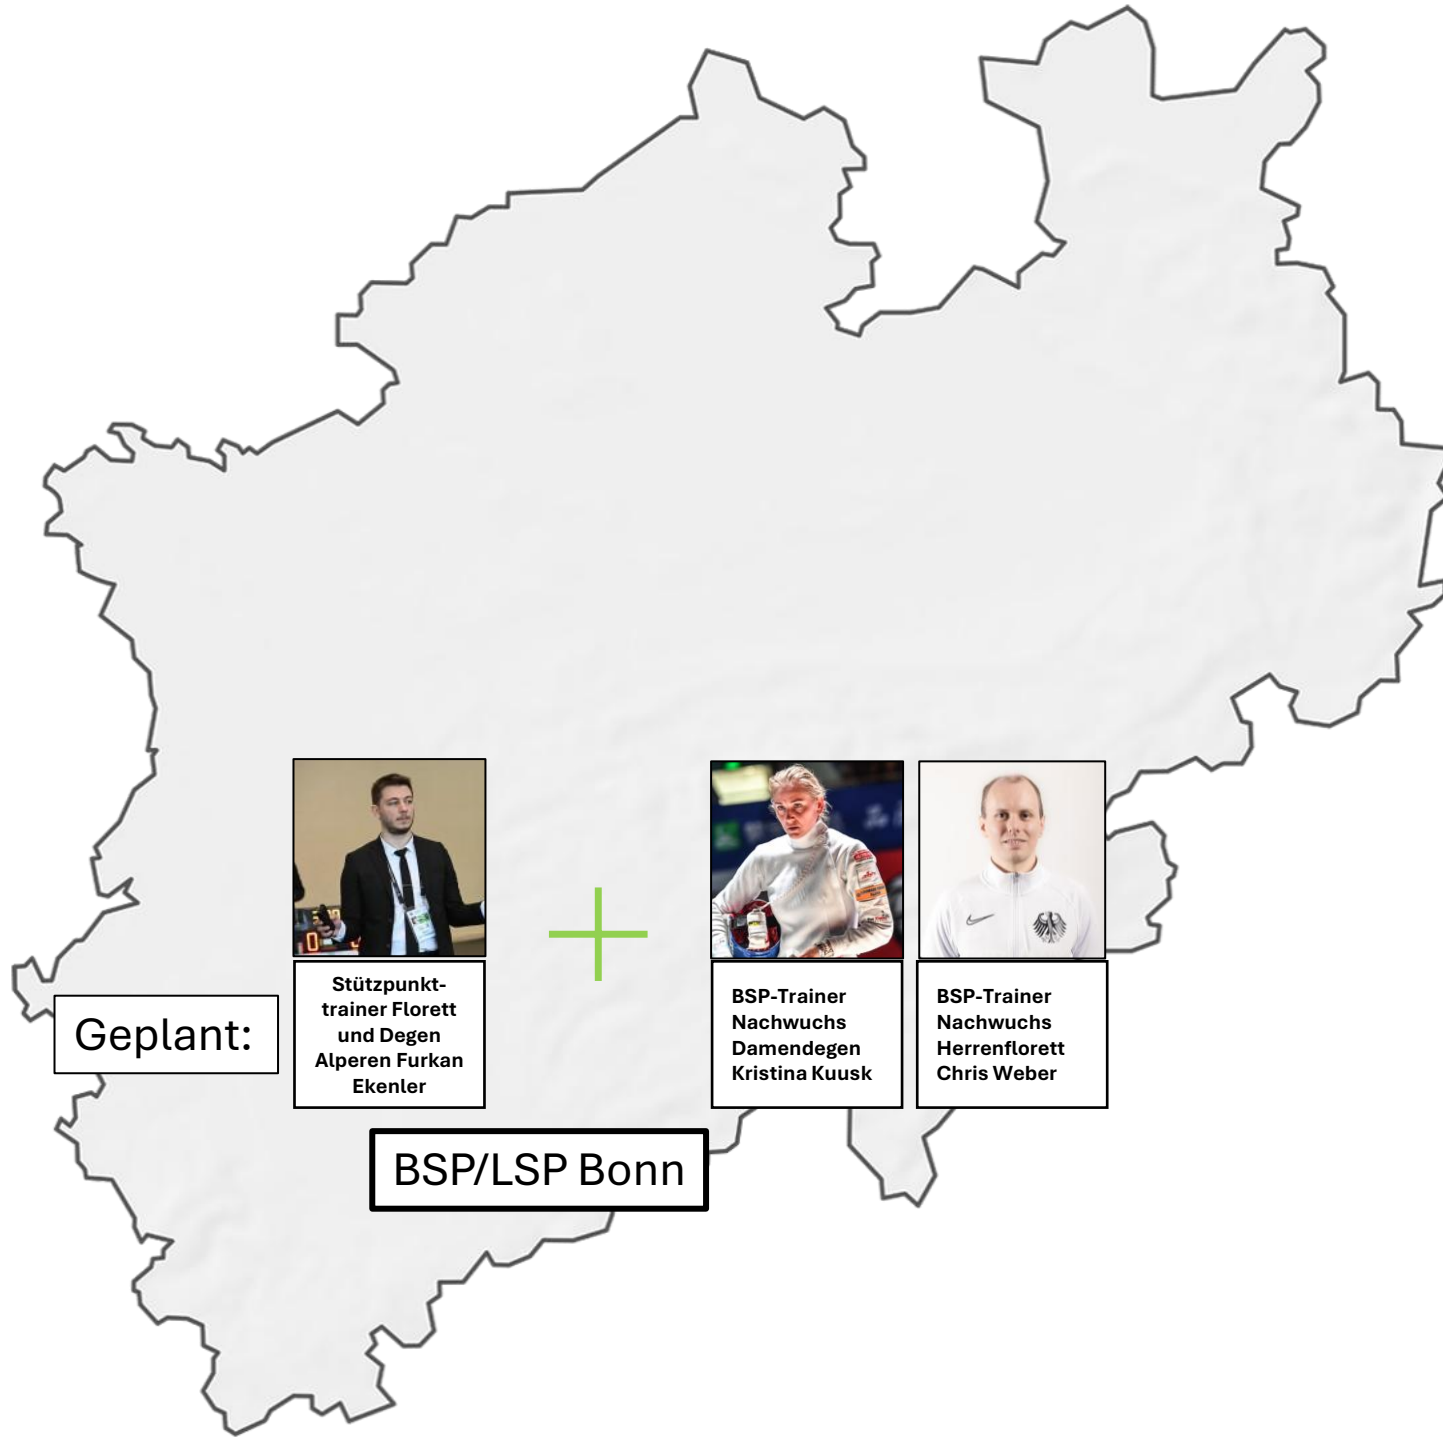 Geplant:
Stützpunkt-
trainer Florett
und Degen
Alperen Furkan
Ekenler
BSP-Trainer
Nachwuchs
Damendegen
Kristina Kuusk
BSP-Trainer
Nachwuchs
Herrenflorett
Chris Weber
BSP/LSP Bonn